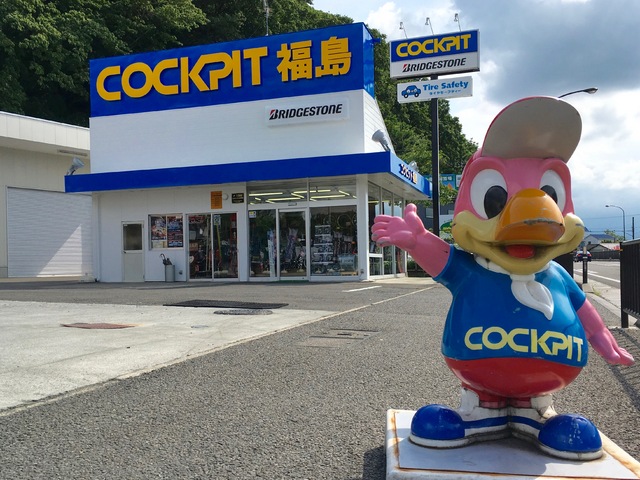 COCKPIT 福島
BRIDGESTONE
COCKPIT
BRIDGESTONE
Tire Safety
COCKPIT